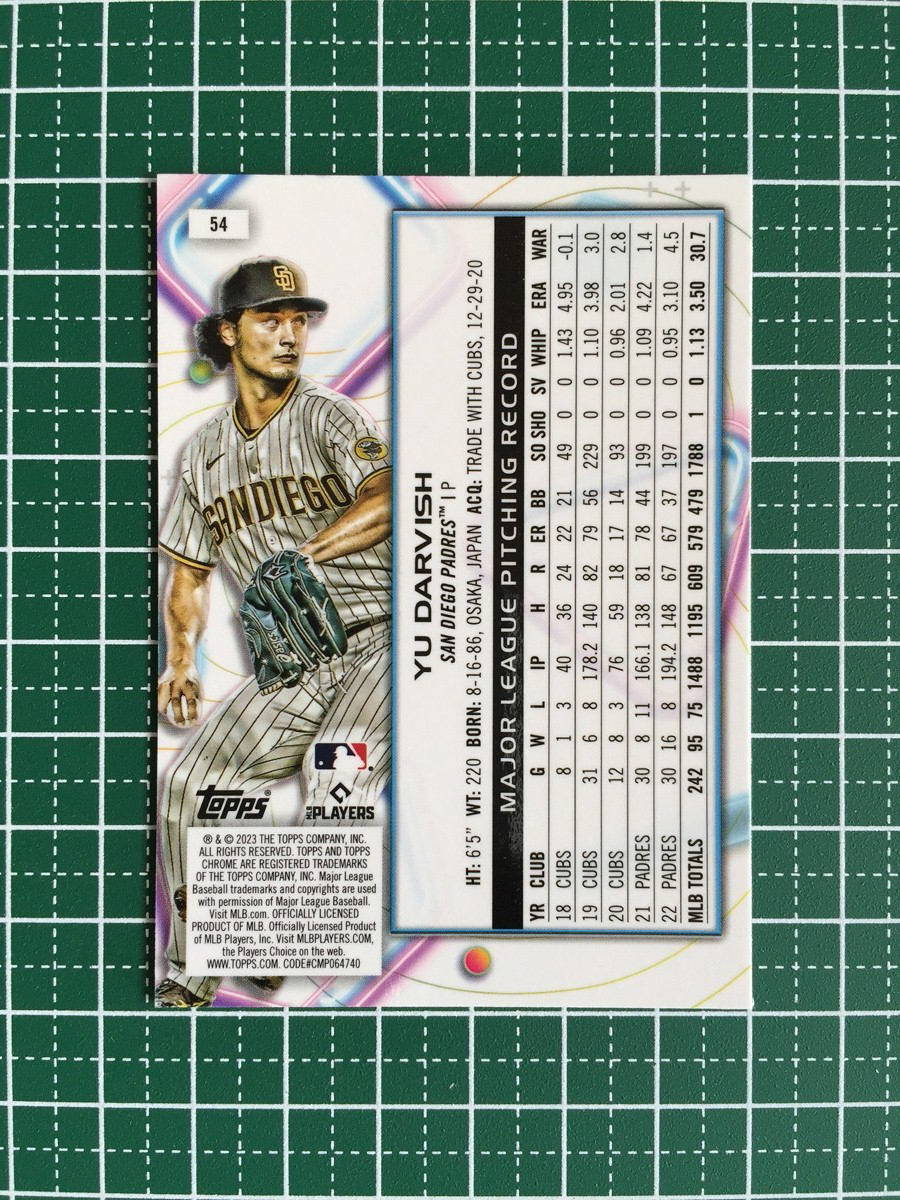 54
SD
SAN DIEGO
TOPPS®
MLB PLAYERS
® & © 2023 THE TOPPS COMPANY, INC.
ALL RIGHTS RESERVED. TOPPS AND TOPPS
CHROME ARE REGISTERED TRADEMARKS
OF THE TOPPS COMPANY, INC. Major League
Baseball trademarks and copyrights are used
with permission of Major League Baseball.
Visit MLB.com. OFFICIALLY LICENSED
PRODUCT OF MLB. Officially Licensed Product
of MLB Players, Inc. Visit MLBPLAYERS.COM,
the Players Choice on the web.
WWW.TOPPS.COM. CODE#CMP064740
YU DARVISH
SAN DIEGO PADRES™ | P
HT: 6'5" WT: 220 BORN: 8-16-86, OSAKA, JAPAN ACQ: TRADE WITH CUBS, 12-29-20
MAJOR LEAGUE PITCHING RECORD
YR CLUB G W L IP H R ER BB SO SHO SV WHIP ERA WAR
18 CUBS 8 1 3 40 36 24 22 21 49 0 0 1.43 4.95 -0.1
19 CUBS 31 6 8 178.2 140 82 79 56 229 0 0 1.10 3.98 3.0
20 CUBS 12 8 3 76 59 18 17 14 93 0 0 0.96 2.01 2.8
21 PADRES 30 8 11 166.1 138 81 78 44 199 0 0 1.09 4.22 1.4
22 PADRES 30 16 8 194.2 148 67 67 37 197 0 0 0.95 3.10 4.5
MLB TOTALS 242 95 75 1488 1195 609 579 479 1788 1 0 1.13 3.50 30.7